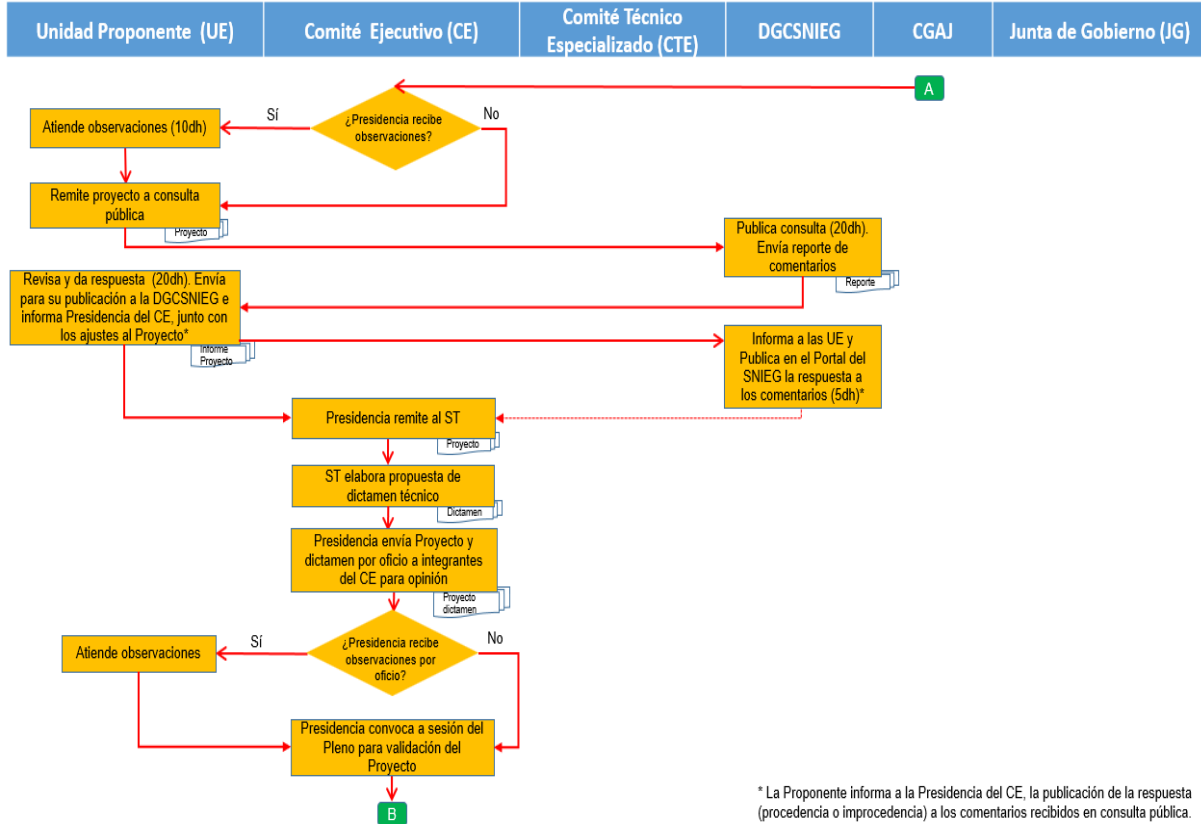 Unidad Proponente (UE)
Comité Ejecutivo (CE)
Comité Técnico
Especializado (CTE)
DGCSNIEG
CGAJ
Junta de Gobierno (JG)
A
¿Presidencia recibe
observaciones?
Sí
No
Atiende observaciones (10dh)
Remite proyecto a consulta
pública
Proyecto
Publica consulta (20dh).
Envía reporte de
comentarios
Reporte
Revisa y da respuesta (20dh). Envía
para su publicación a la DGCSNIEG e
informa Presidencia del CE, junto con
los ajustes al Proyecto*
Informe
Proyecto
Informa a las UE y
Publica en el Portal del
SNIEG la respuesta a
los comentarios (5dh)*
Presidencia remite al ST
Proyecto
ST elabora propuesta de
dictamen técnico
Dictamen
Presidencia envía Proyecto y
dictamen por oficio a integrantes
del CE para opinión
Proyecto
dictamen
¿Presidencia recibe
observaciones por
oficio?
Sí
No
Atiende observaciones
Presidencia convoca a sesión del
Pleno para validación del
Proyecto
B
* La Proponente informa a la Presidencia del CE, la publicación de la respuesta
(procedencia o improcedencia) a los comentarios recibidos en consulta pública.